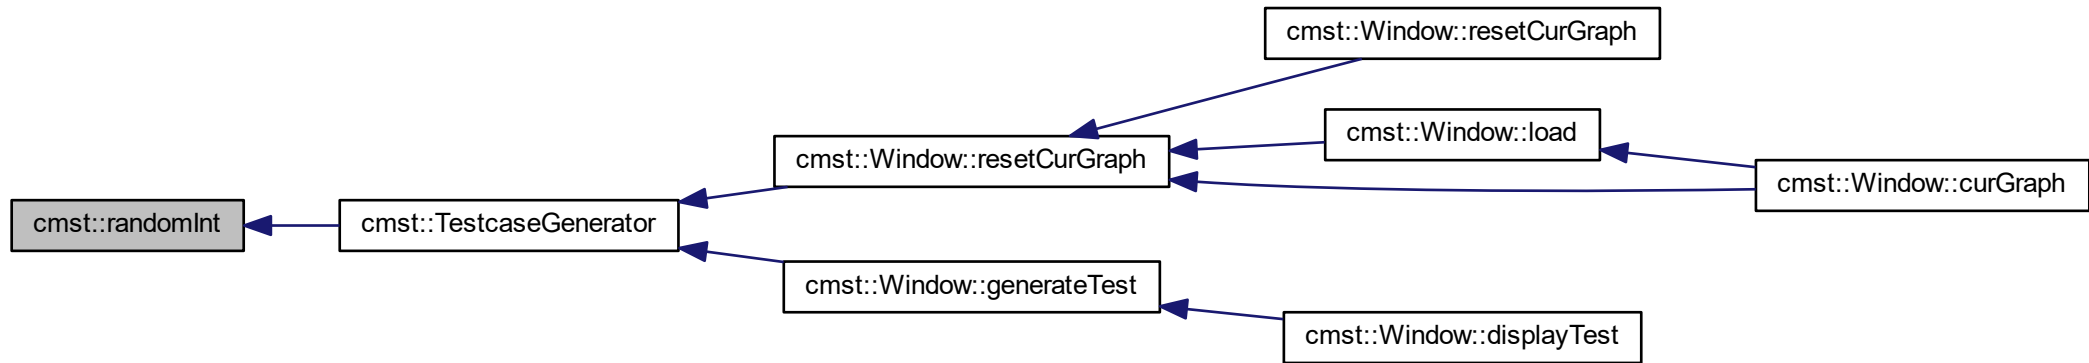 cmst::Window::resetCurGraph
cmst::Window::load
cmst::Window::resetCurGraph
cmst::Window::curGraph
cmst::randomInt
cmst::TestcaseGenerator
cmst::Window::generateTest
cmst::Window::displayTest